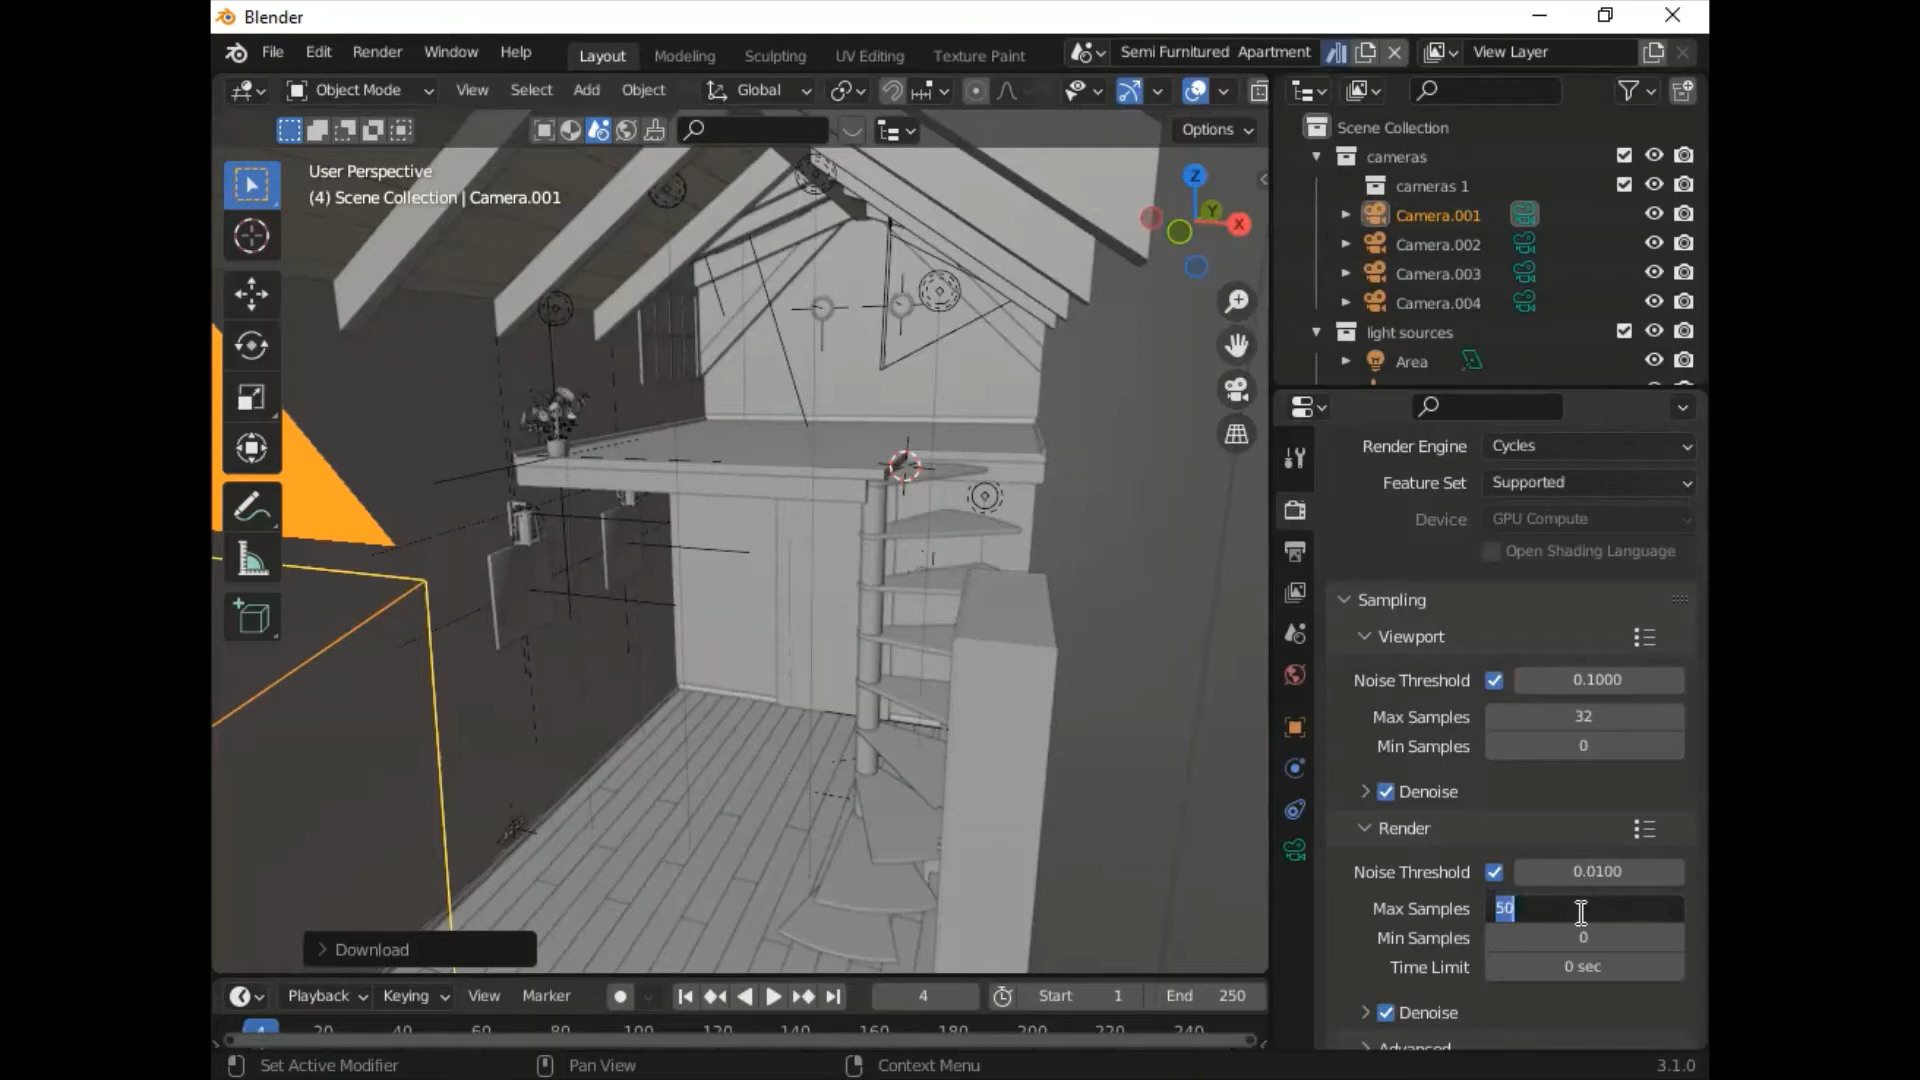 Blender
File Edit Render Window Help Layout Modeling Sculpting UV Editing Texture Paint Semi Furnitured Apartment View Layer
Object Mode View Select Add Object Global
Options
User Perspective
(4) Scene Collection | Camera.001
Z
Y
X
Scene Collection
cameras
cameras 1
Camera.001
Camera.002
Camera.003
Camera.004
light sources
Area
Render Engine Cycles
Feature Set Supported
Device GPU Compute
Open Shading Language
Sampling
Viewport
Noise Threshold 0.1000
Max Samples 32
Min Samples 0
Denoise
Render
Noise Threshold 0.0100
Max Samples 50
Min Samples 0
Time Limit 0 sec
Denoise
Advanced
Download
Playback Keying View Marker 4 Start 1 End 250
4 20 40 60 80 100 120 140 160 180 200 220 240
Set Active Modifier Pan View Context Menu 3.1.0